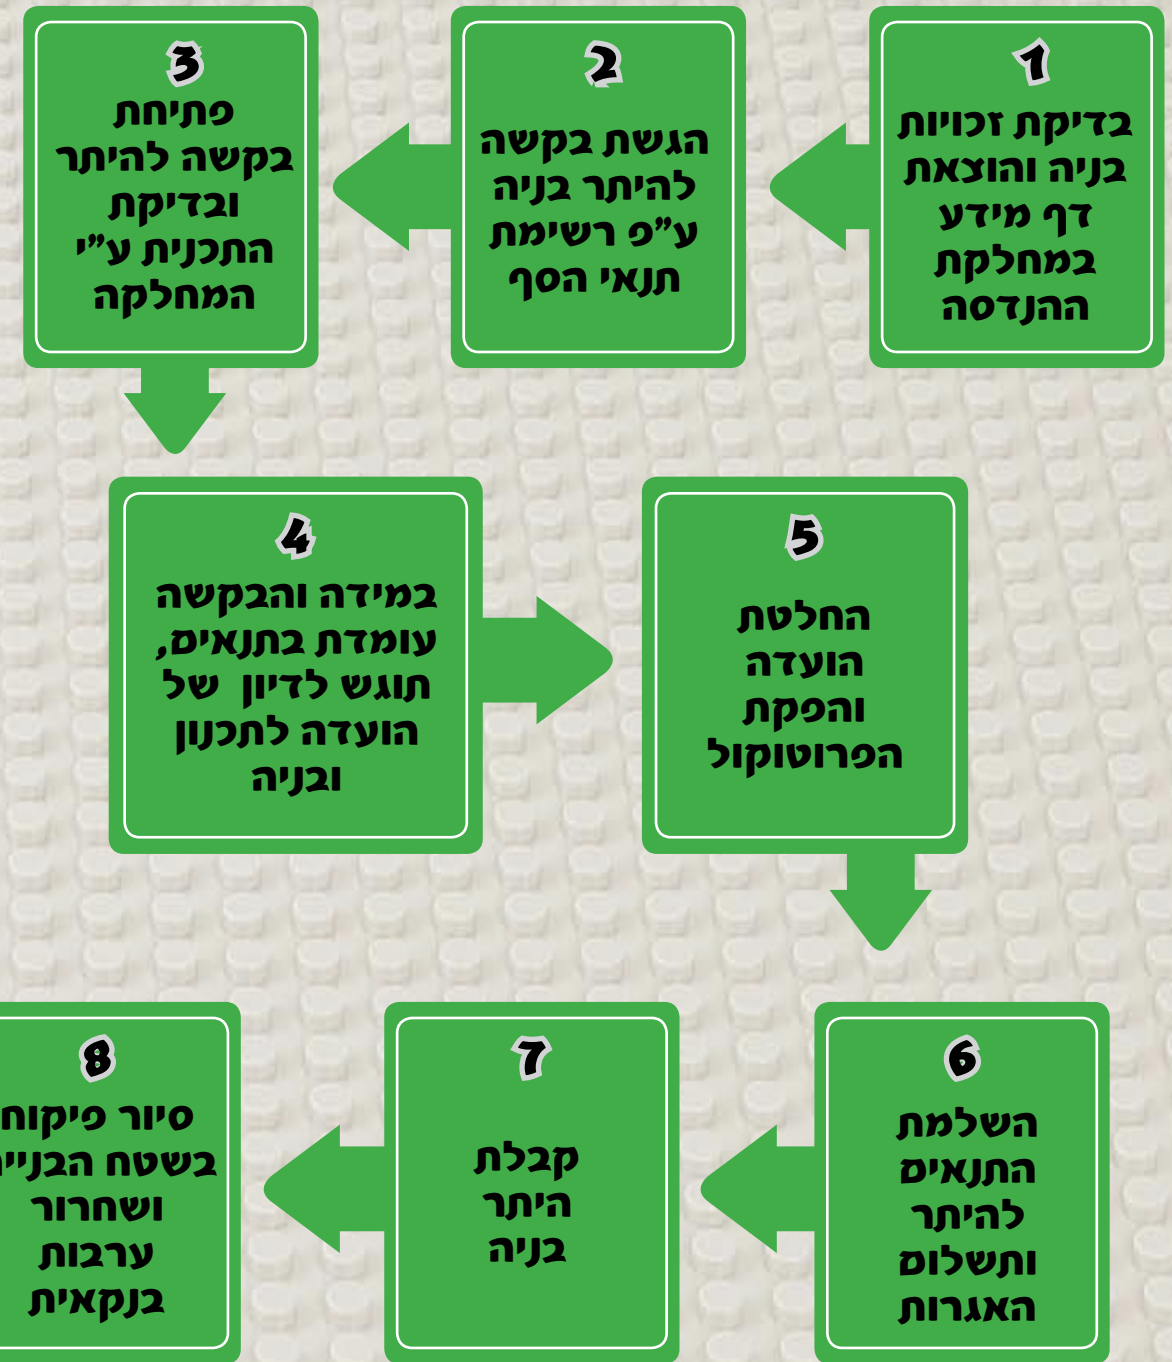 1
בדיקת זכויות
בניה והוצאת
דף מידע
במחלקת
ההנדסה
2
הגשת בקשה
להיתר בניה
ע"פ רשימת
תנאי הסף
3
פתיחת
בקשה להיתר
ובדיקת
התכנית ע"י
המחלקה
4
במידה והבקשה
עומדת בתנאים,
תוגש לדיון של
הועדה לתכנון
ובניה
5
החלטת
הועדה
והפקת
הפרוטוקול
6
השלמת
התנאים
להיתר
ותשלום
האגרות
7
קבלת
היתר
בניה
8
סיור פיקוח
בשטח
ושחרור
ערבות
בנקאית